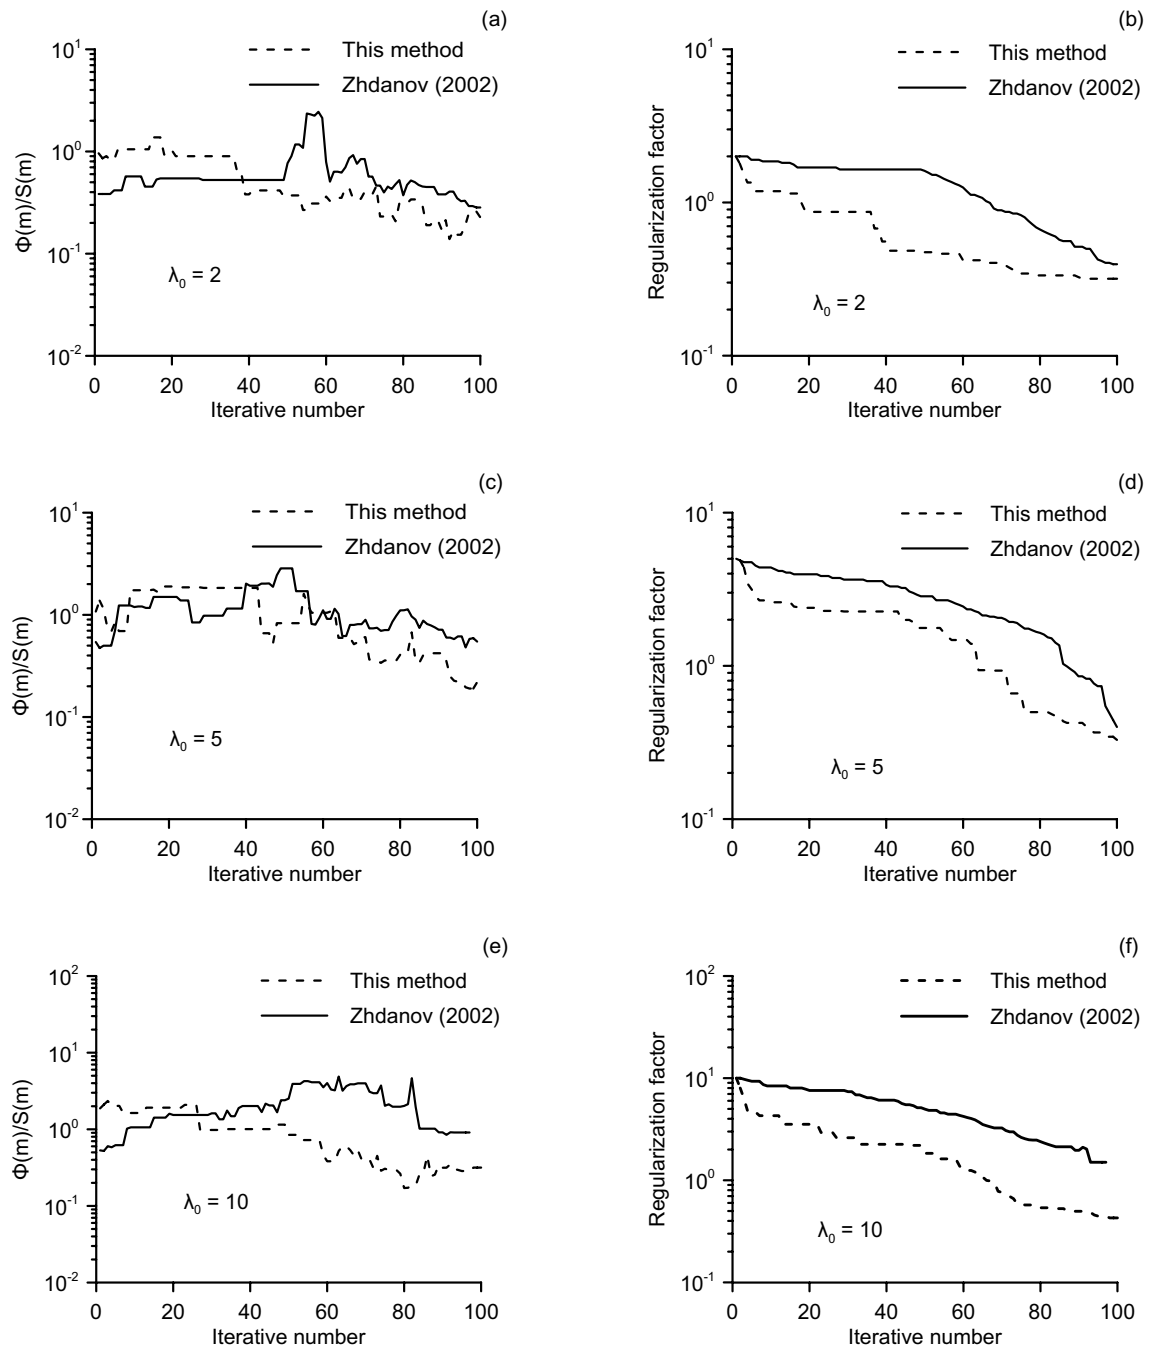 (a)
10^1
10^0
10^-1
10^-2
Φ(m)/S(m)
This method
Zhdanov (2002)
λ_0 = 2
0 20 40 60 80 100
Iterative number
(b)
10^1
10^0
10^-1
Regularization factor
This method
Zhdanov (2002)
λ_0 = 2
0 20 40 60 80 100
Iterative number
(c)
10^1
10^0
10^-1
10^-2
Φ(m)/S(m)
This method
Zhdanov (2002)
λ_0 = 5
0 20 40 60 80 100
Iterative number
(d)
10^1
10^0
10^-1
Regularization factor
This method
Zhdanov (2002)
λ_0 = 5
0 20 40 60 80 100
Iterative number
(e)
10^2
10^1
10^0
10^-1
10^-2
Φ(m)/S(m)
This method
Zhdanov (2002)
λ_0 = 10
0 20 40 60 80 100
Iterative number
(f)
10^2
10^1
10^0
10^-1
Regularization factor
This method
Zhdanov (2002)
λ_0 = 10
0 20 40 60 80 100
Iterative number